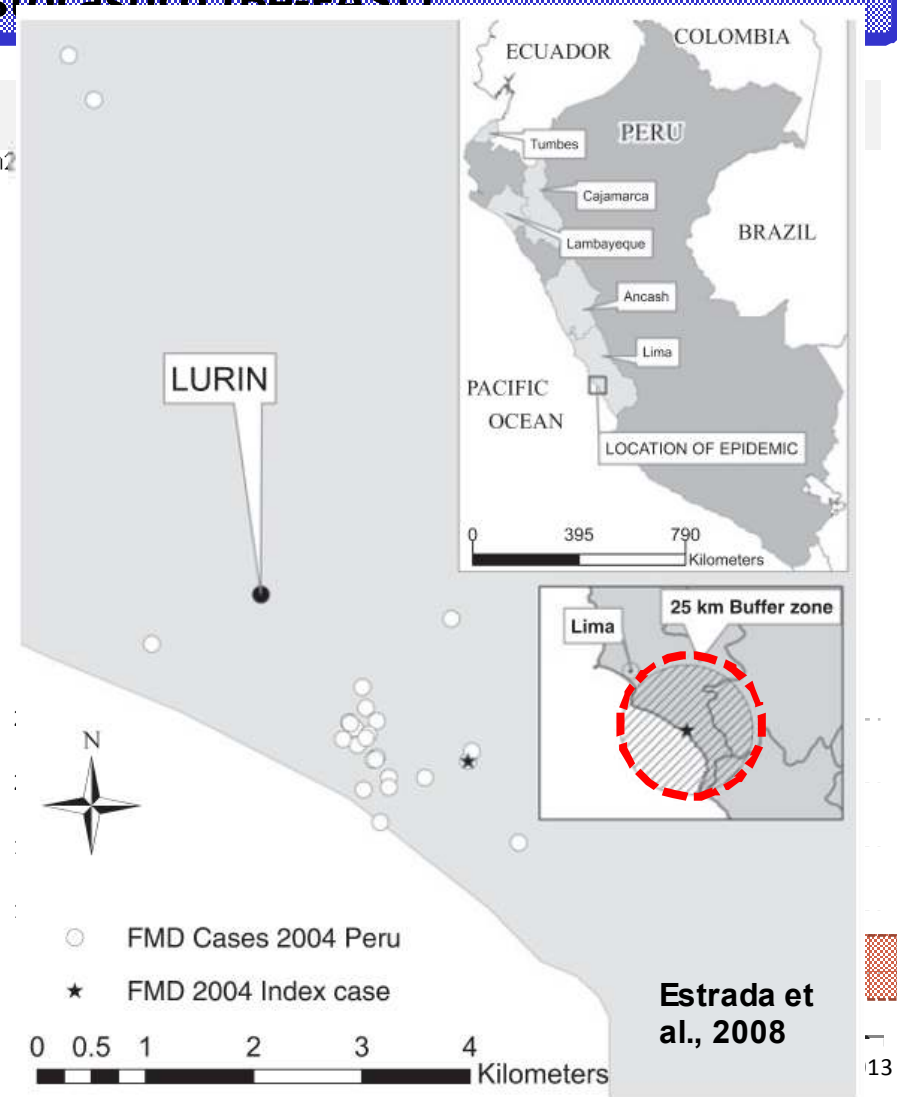 ECUADOR
COLOMBIA
PERU
Tumbes
Cajamarca
BRAZIL
Lambayeque
Ancash
Lima
LURIN
PACIFIC
OCEAN
LOCATION OF EPIDEMIC
0 395 790
Kilometers
25 km Buffer zone
Lima
N
FMD Cases 2004 Peru
FMD 2004 Index case
Estrada et
al., 2008
0 0.5 1 2 3 4
Kilometers
13